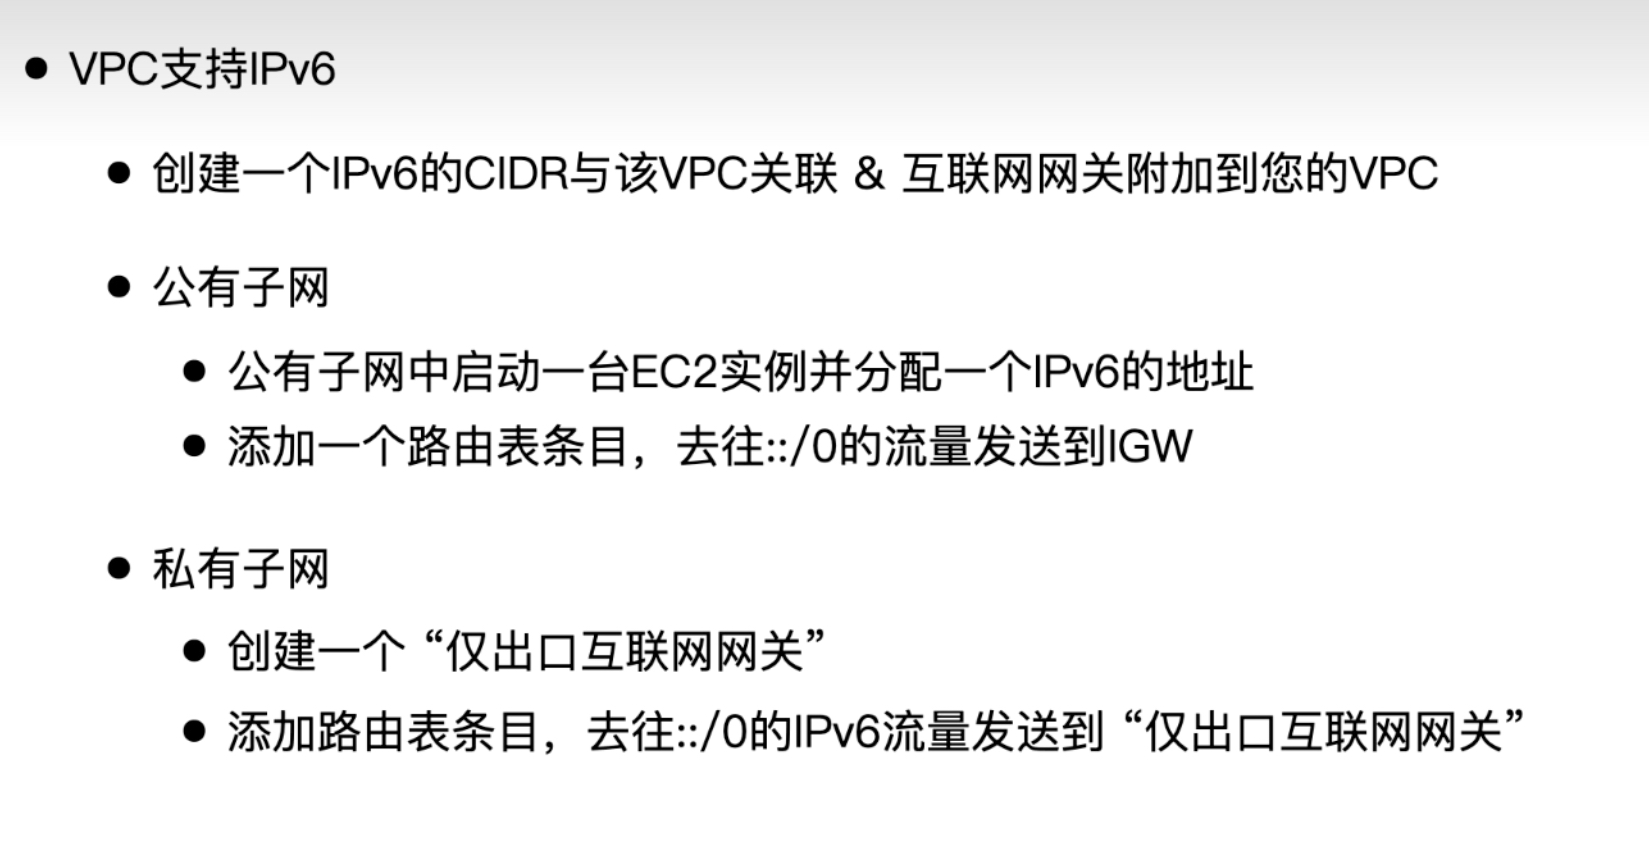 ● VPC支持IPv6
● 创建一个IPv6的CIDR与该VPC关联 & 互联网网关附加到您的VPC
● 公有子网
● 公有子网中启动一台EC2实例并分配一个IPv6的地址
● 添加一个路由表条目，去往::/0的流量发送到IGW
● 私有子网
● 创建一个 “仅出口互联网网关”
● 添加路由表条目，去往::/0的IPv6流量发送到 “仅出口互联网网关”